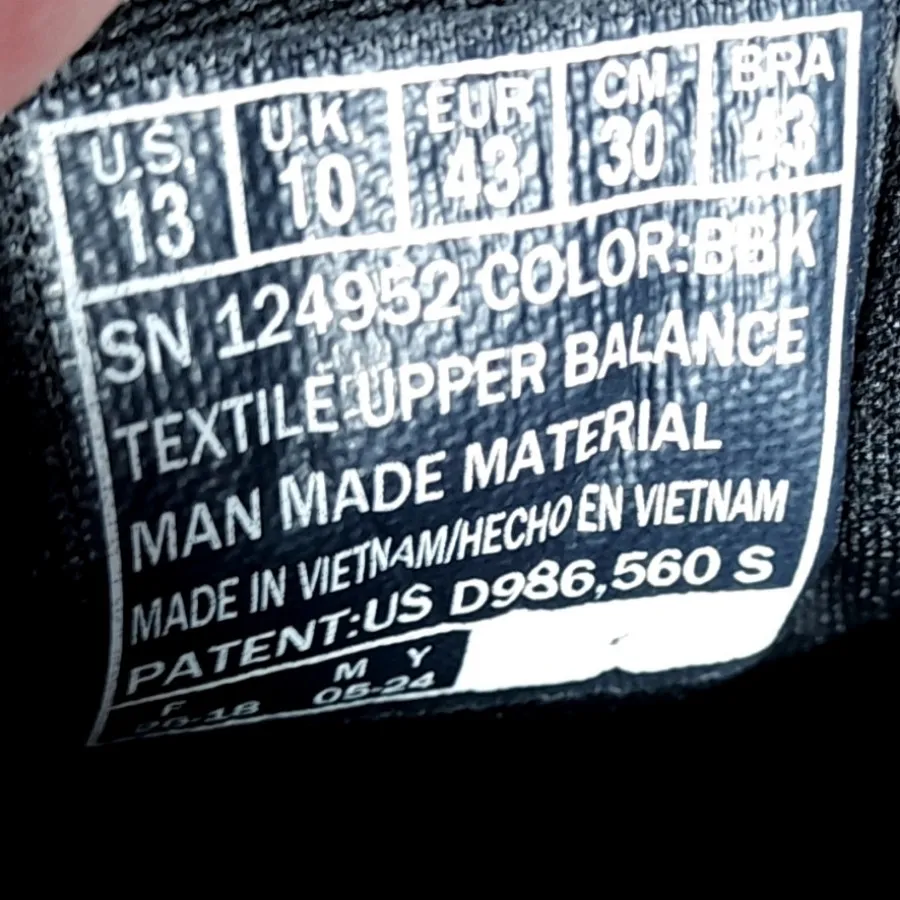 U.S. U.K. EUR CM BRA
13 10 43 30 43
SN 124952 COLOR:BBK
TEXTILE:UPPER BALANCE
MAN MADE MATERIAL
MADE IN VIETNAM/HECHO EN VIETNAM
PATENT:US D986,560 S
F M Y
05-24